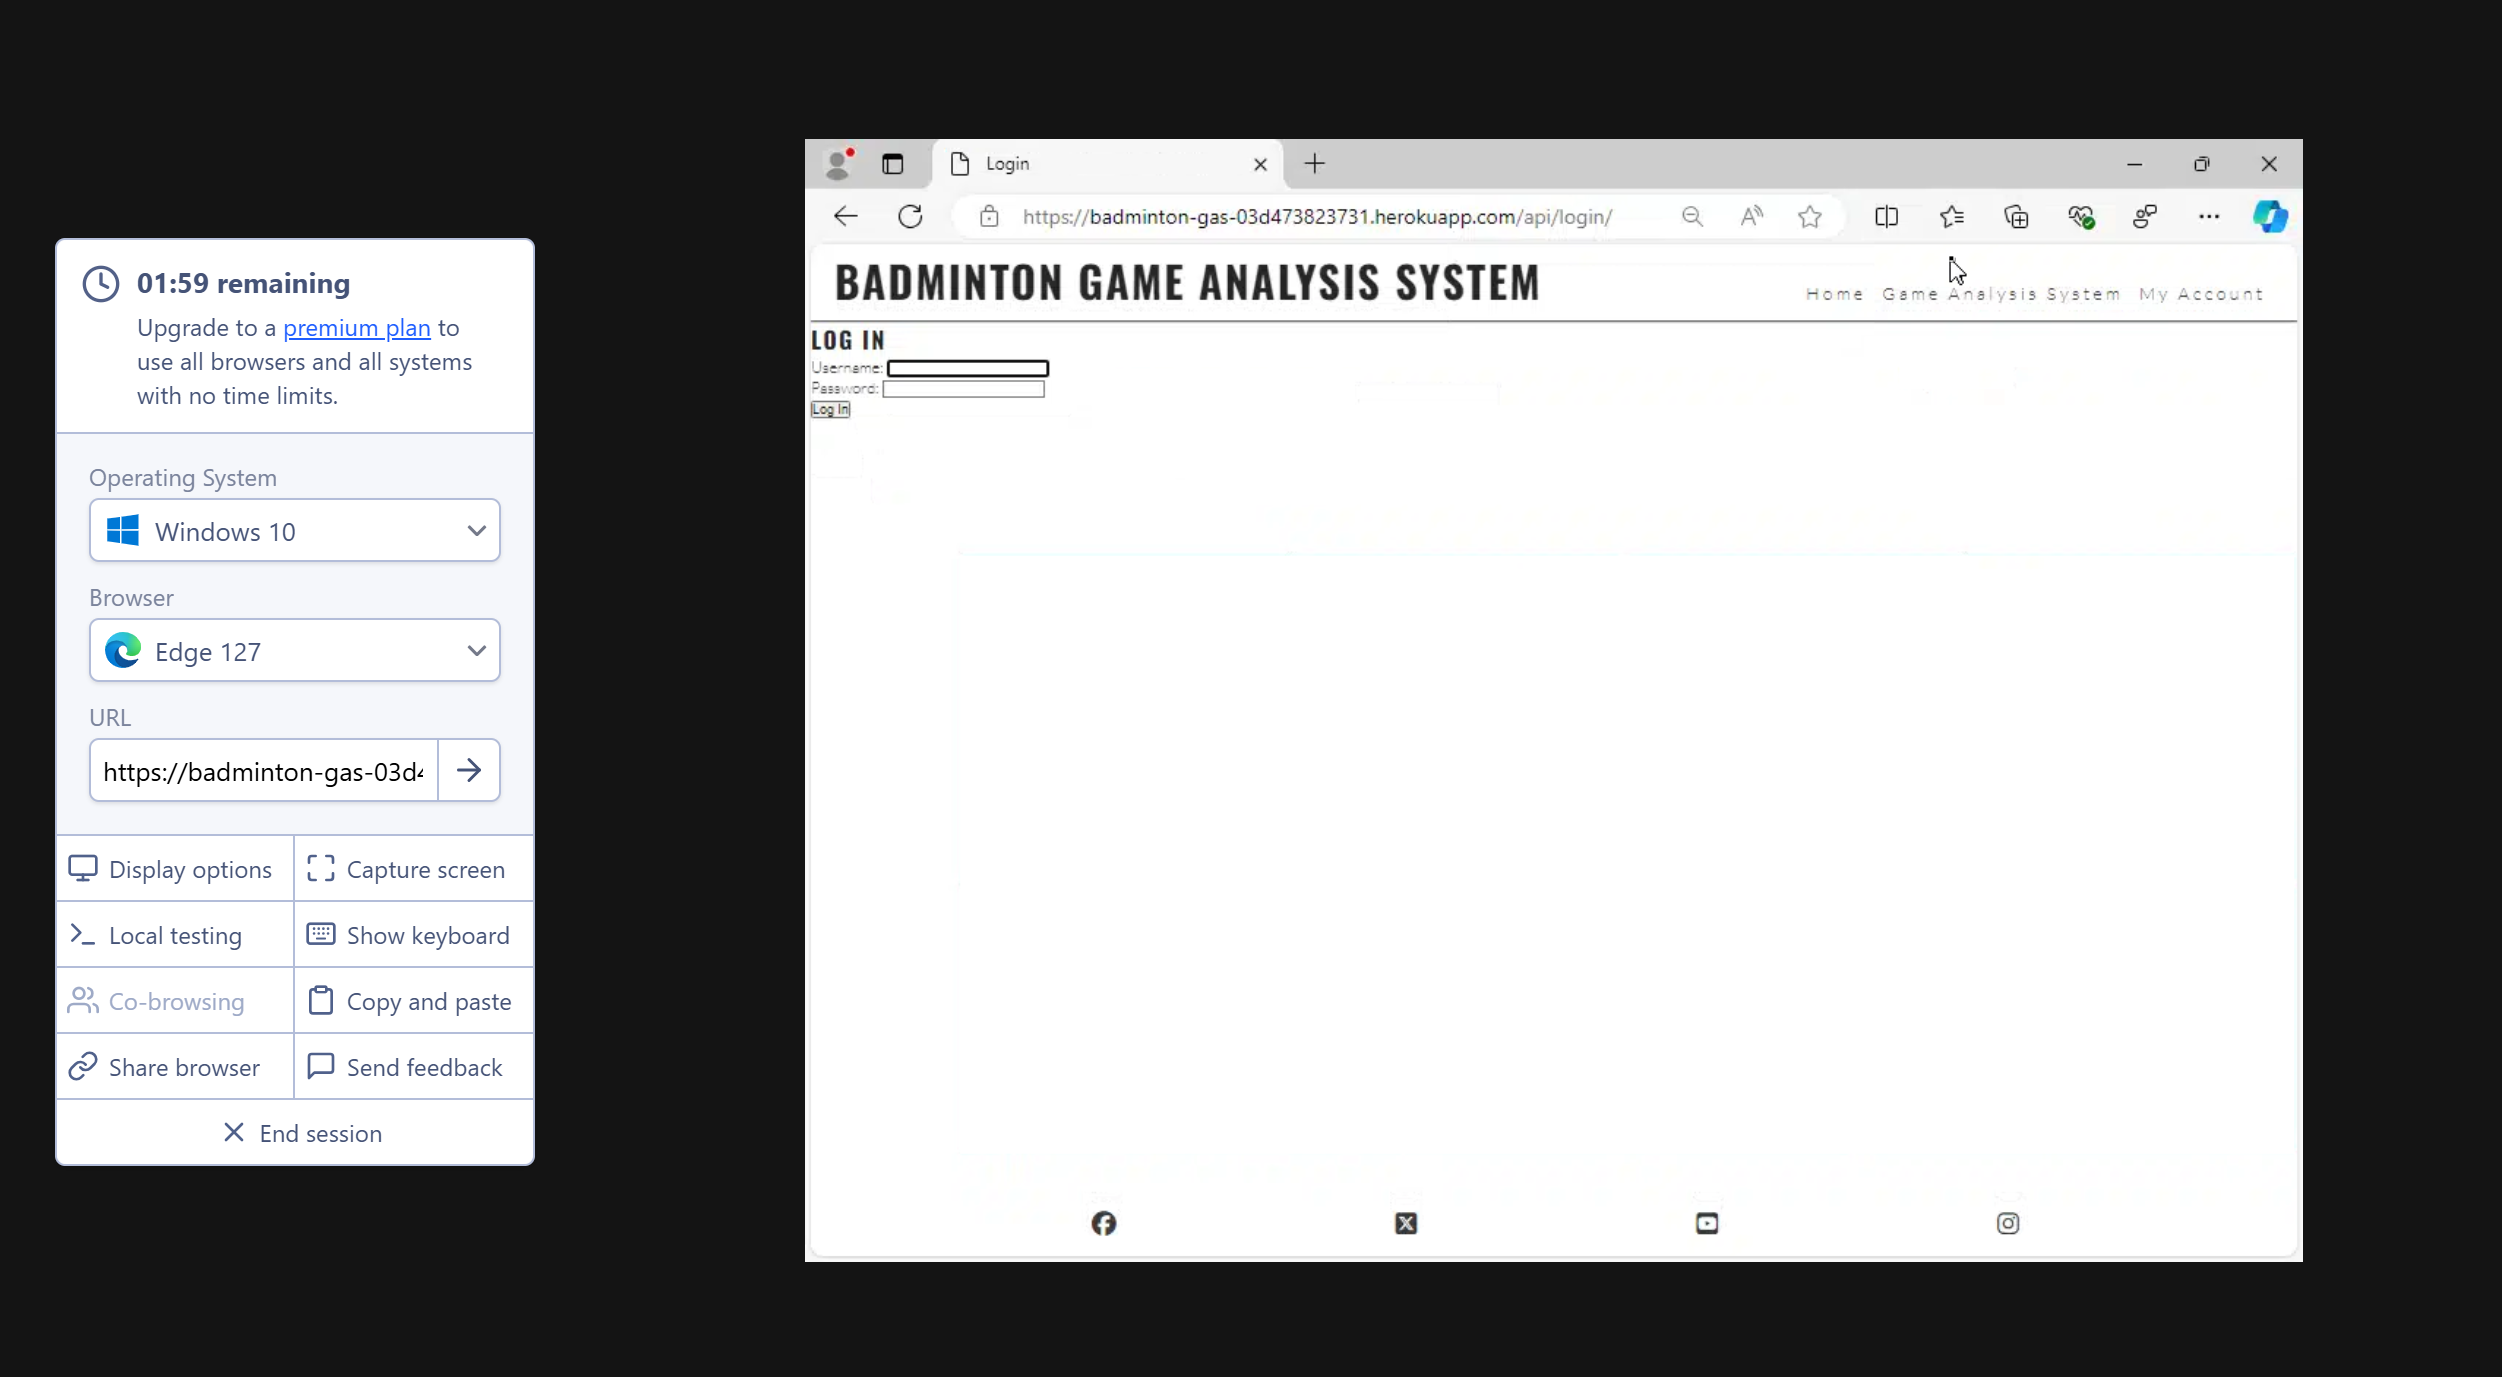 01:59 remaining
Upgrade to a premium plan to
use all browsers and all systems
with no time limits.
Operating System
Windows 10
Browser
Edge 127
URL
https://badminton-gas-03d4
Display options
Capture screen
Local testing
Show keyboard
Co-browsing
Copy and paste
Share browser
Send feedback
End session
Login
https://badminton-gas-03d473823731.herokuapp.com/api/login/
BADMINTON GAME ANALYSIS SYSTEM
Home Game Analysis System My Account
LOG IN
Username:
Password:
Log In